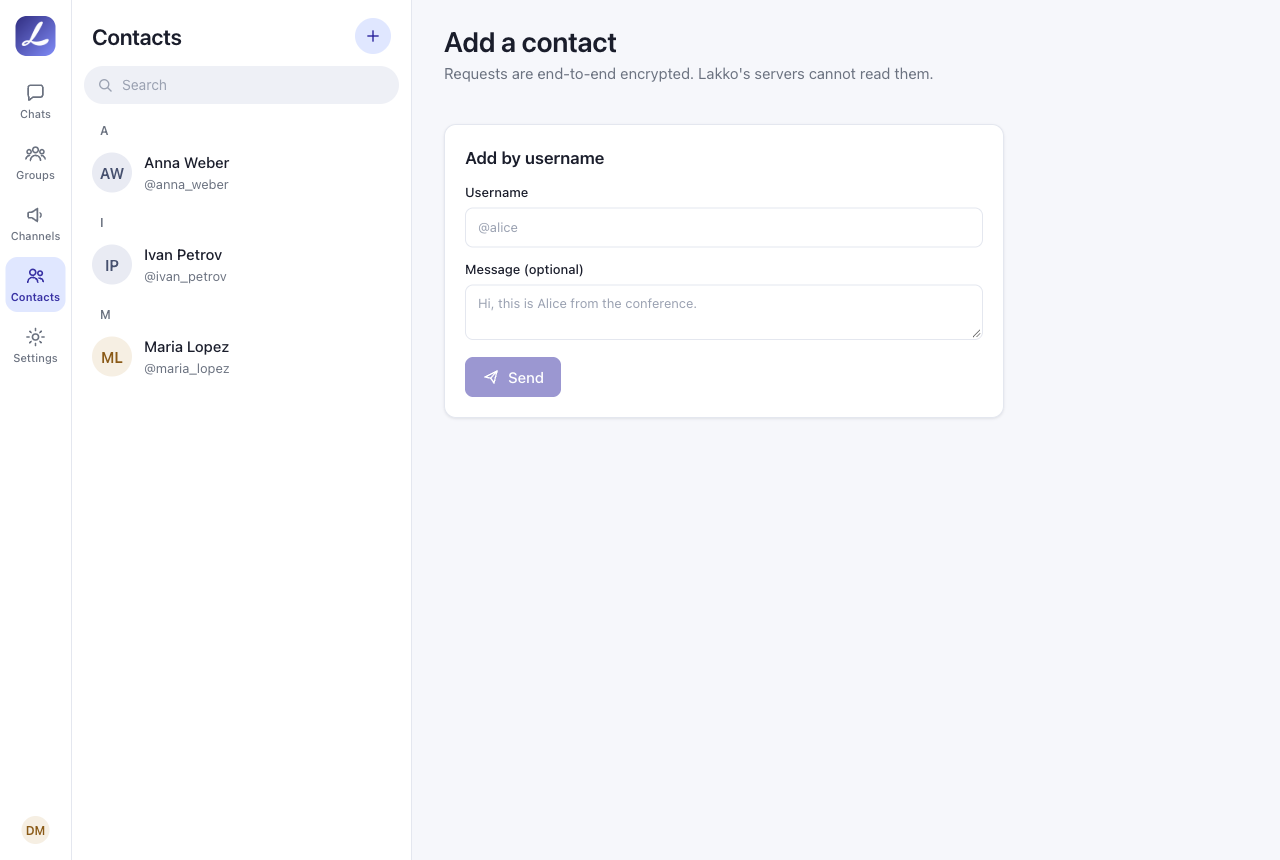 L
Chats
Groups
Channels
Contacts
Settings
DM
Contacts
Search
A
AW
Anna Weber
@anna_weber
I
IP
Ivan Petrov
@ivan_petrov
M
ML
Maria Lopez
@maria_lopez
Add a contact
Requests are end-to-end encrypted. Lakko's servers cannot read them.
Add by username
Username
@alice
Message (optional)
Hi, this is Alice from the conference.
Send